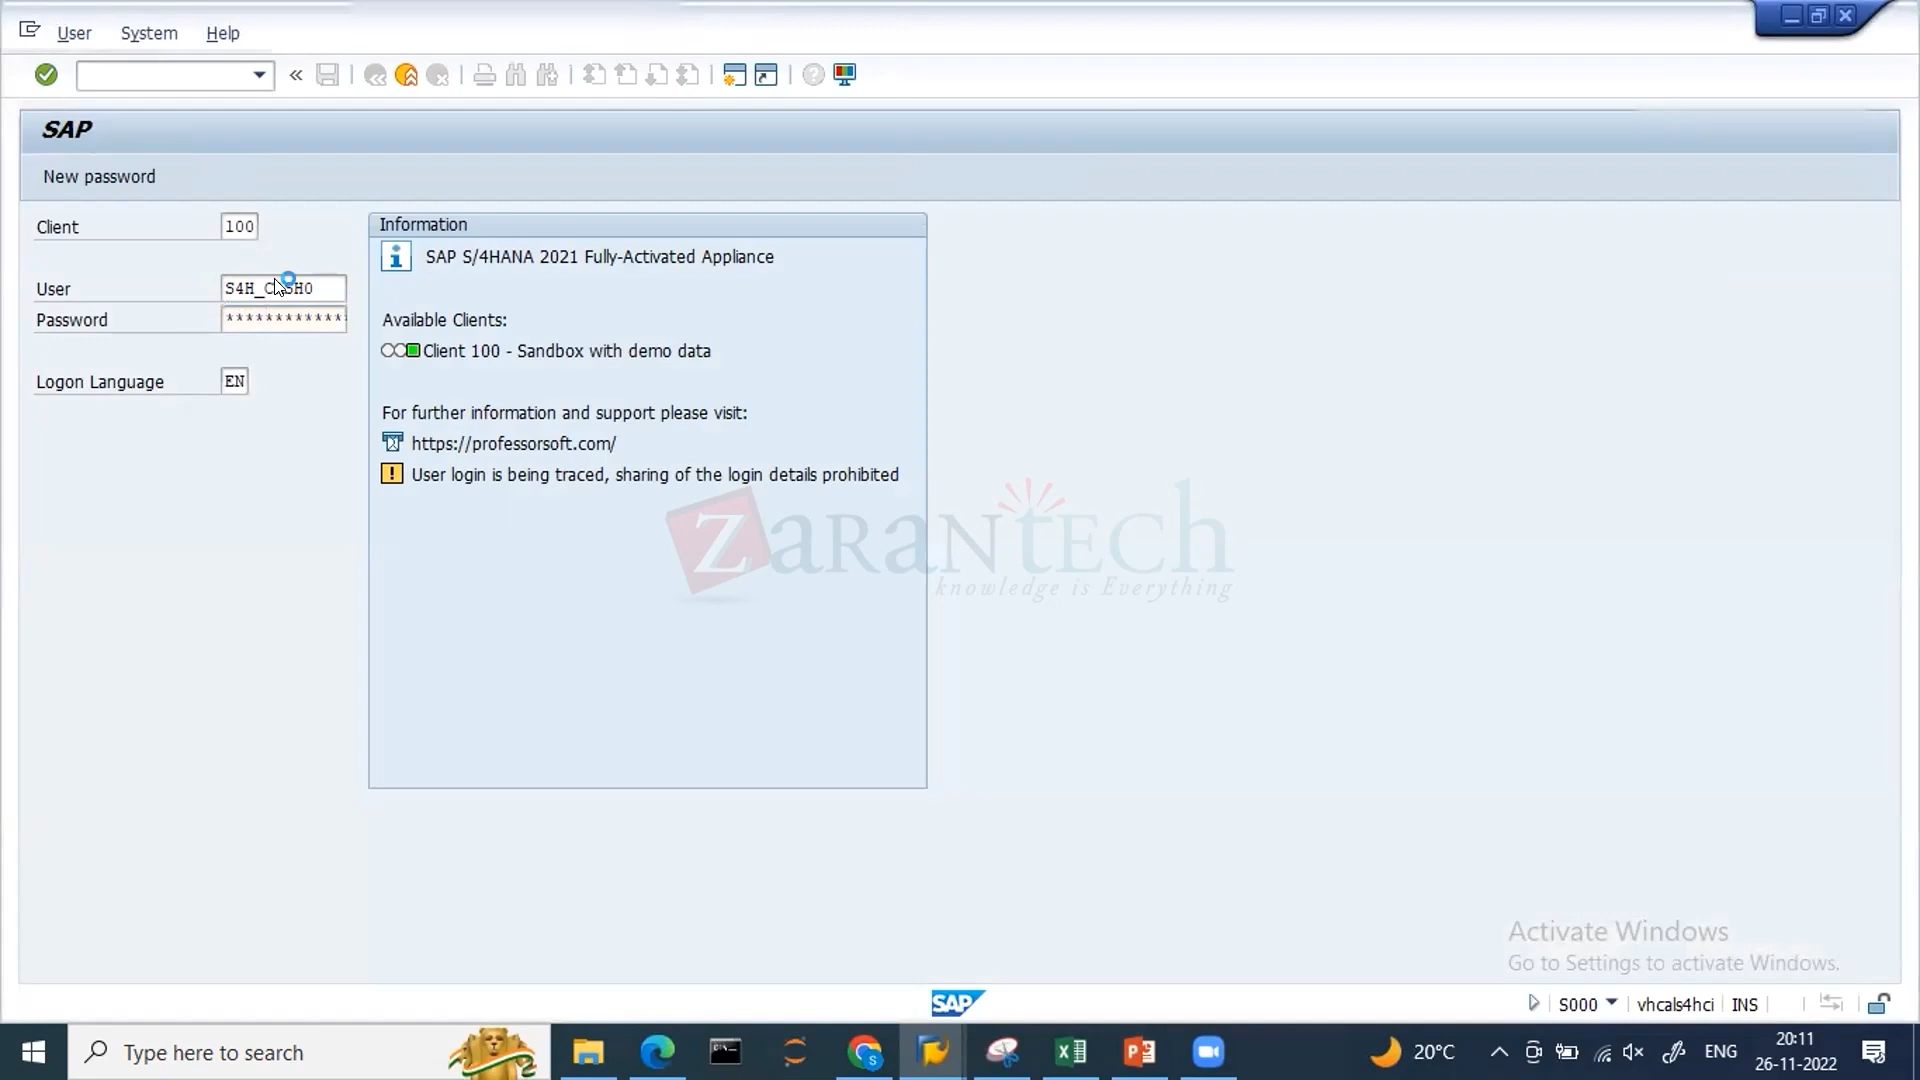 User System Help
SAP
New password
Client 100
User
Password ************
Logon Language EN
Information
SAP S/4HANA 2021 Fully-Activated Appliance
Available Clients:
Client 100 - Sandbox with demo data
For further information and support please visit:
https://professorsoft.com/
User login is being traced, sharing of the login details prohibited
ZaranTech
knowledge is Everything
Activate Windows
Go to Settings to activate Windows.
SAP
S000 vhcals4hci INS
Type here to search
20°C
ENG
20:11
26-11-2022